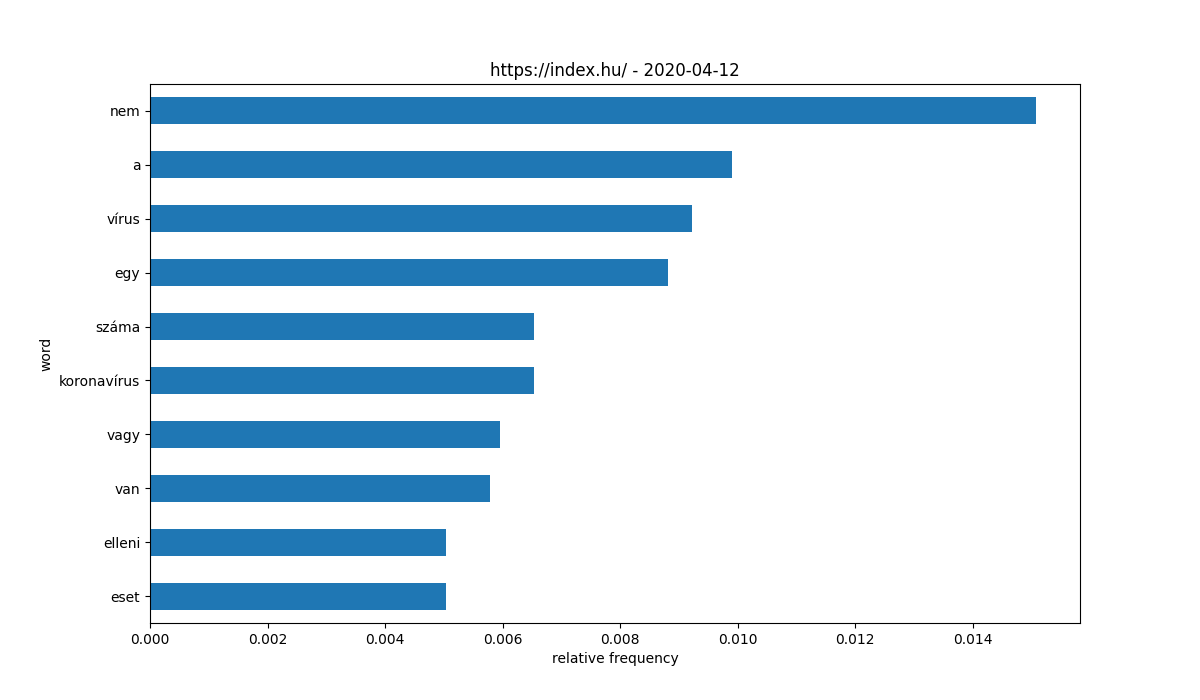 https://index.hu/ - 2020-04-12
nem
a
vírus
egy
száma
koronavírus
vagy
van
elleni
eset
word
0.000 0.002 0.004 0.006 0.008 0.010 0.012 0.014
relative frequency